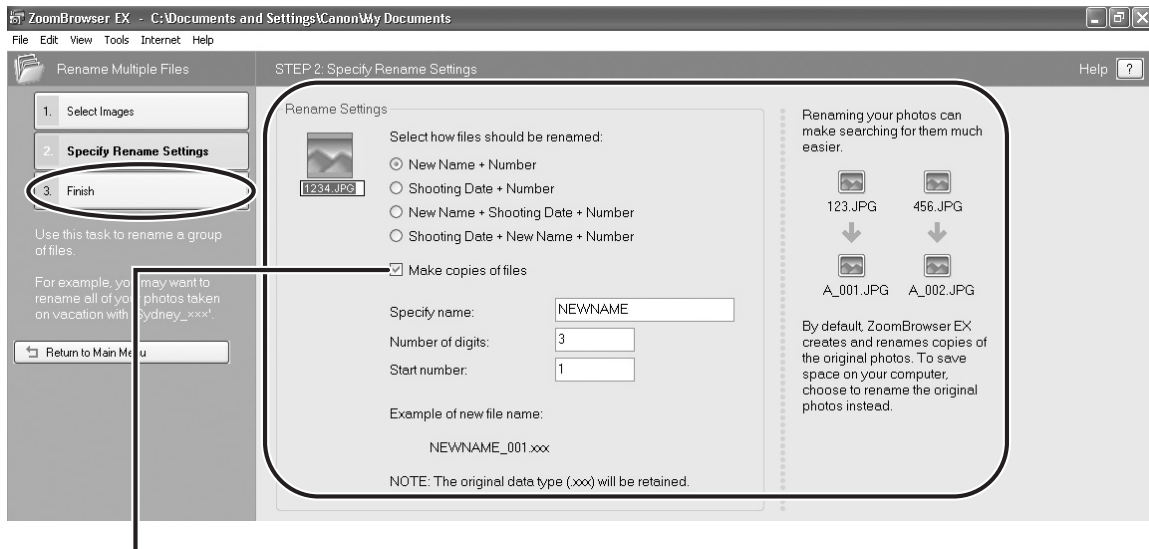 ZoomBrowser EX - C:\Documents and Settings\Canon\My Documents
File Edit View Tools Internet Help
Rename Multiple Files
STEP 2: Specify Rename Settings
Help ?
1. Select Images
2. Specify Rename Settings
3. Finish
Use this task to rename a group
of files.
For example, you may want to
rename all of your photos taken
on vacation with 'Sydney_xxx'.
Return to Main Menu
Rename Settings
1234.JPG
Select how files should be renamed:
New Name + Number
Shooting Date + Number
New Name + Shooting Date + Number
Shooting Date + New Name + Number
Make copies of files
Specify name: NEWNAME
Number of digits: 3
Start number: 1
Example of new file name:
NEWNAME_001.xxx
NOTE: The original data type (.xxx) will be retained.
Renaming your photos can
make searching for them much
easier.
123.JPG 456.JPG
A_001.JPG A_002.JPG
By default, ZoomBrowser EX
creates and renames copies of
the original photos. To save
space on your computer,
choose to rename the original
photos instead.